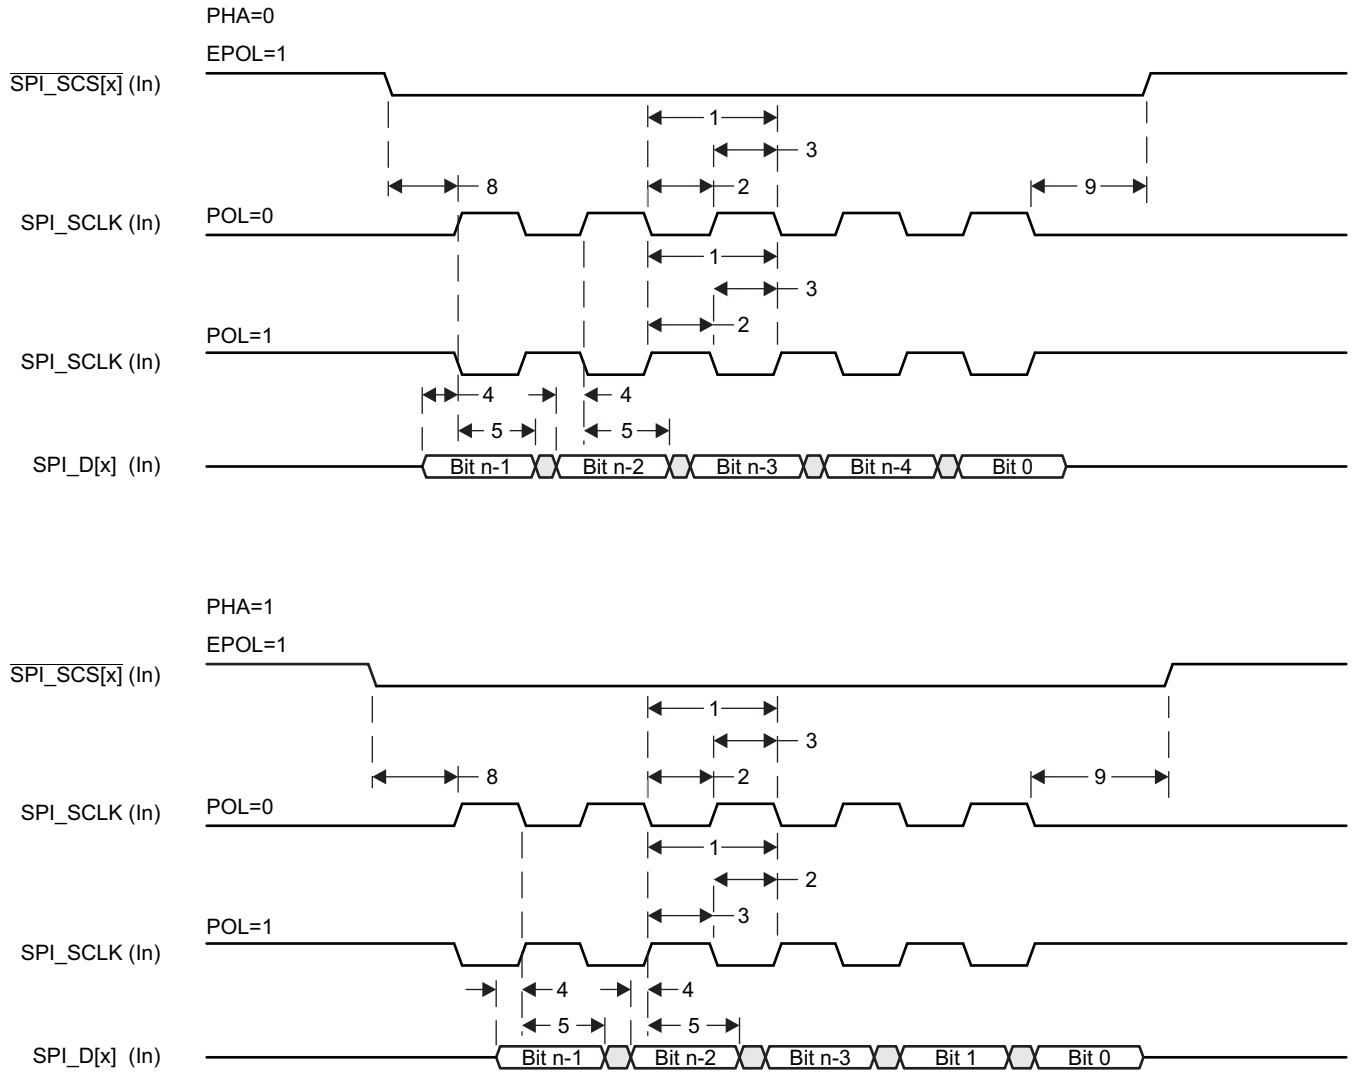 PHA=0
EPOL=1
SPI_SCS[x] (In)
1
3
8
2
9
SPI_SCLK (In)
POL=0
1
3
2
POL=1
SPI_SCLK (In)
4
4
5
5
SPI_D[x] (In)
Bit n-1
Bit n-2
Bit n-3
Bit n-4
Bit 0
PHA=1
EPOL=1
SPI_SCS[x] (In)
1
3
8
2
9
SPI_SCLK (In)
POL=0
1
2
3
POL=1
SPI_SCLK (In)
4
4
5
5
SPI_D[x] (In)
Bit n-1
Bit n-2
Bit n-3
Bit 1
Bit 0